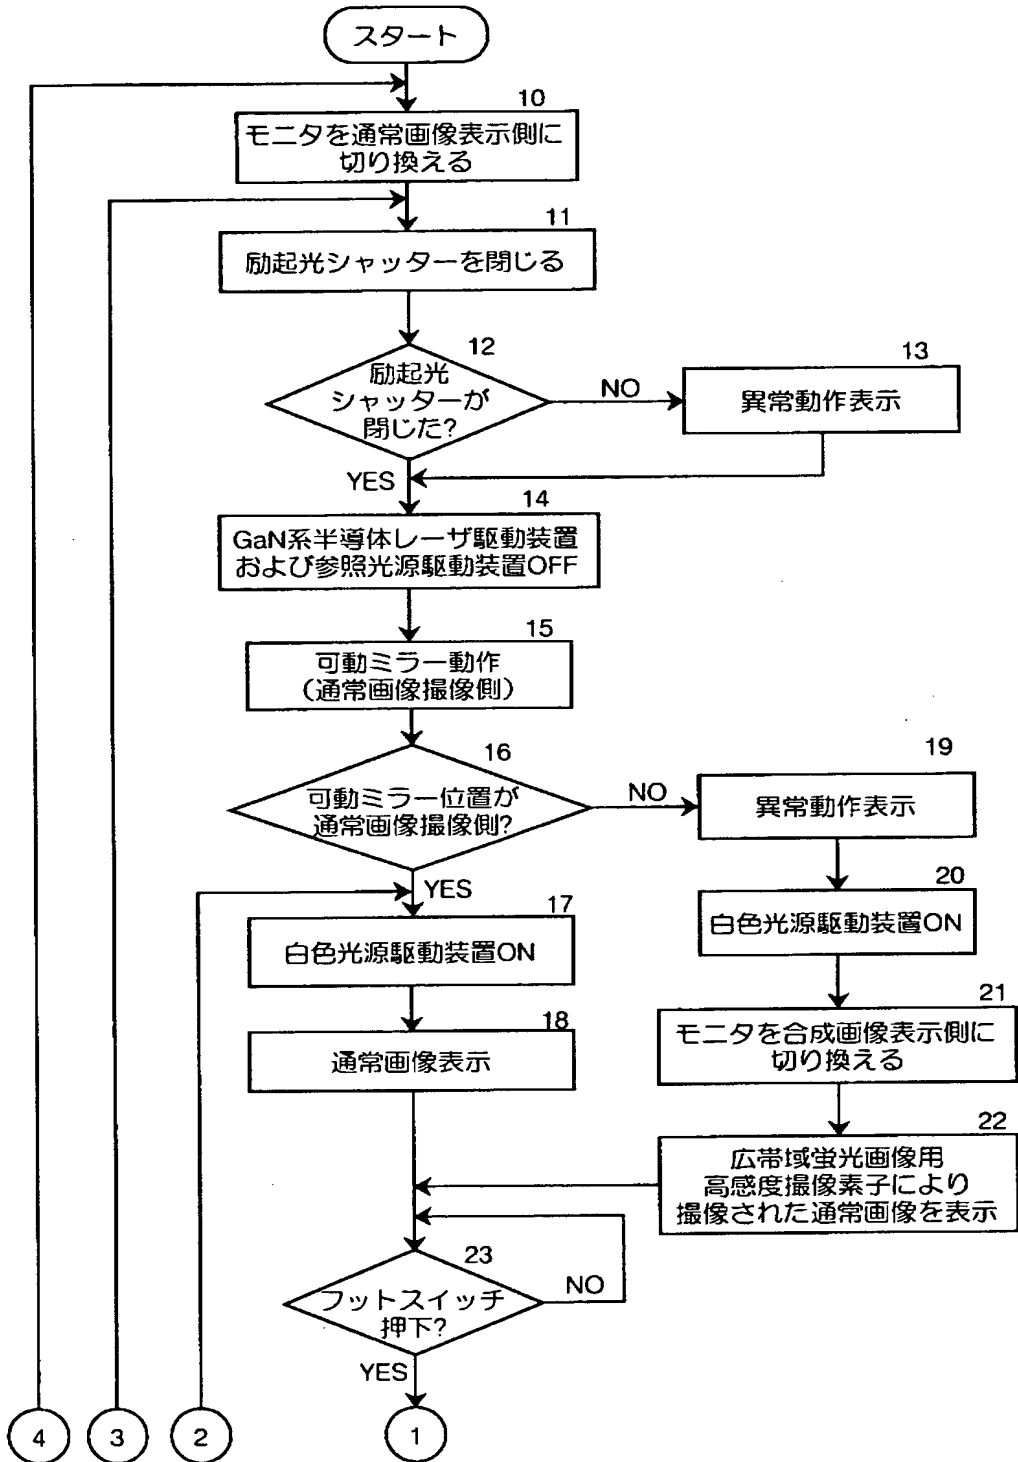 スタート
10
モニタを通常画像表示側に
切り換える
11
励起光シャッターを閉じる
12
励起光
シャッターが
閉じた?
NO
13
異常動作表示
YES
14
GaN系半導体レーザ駆動装置
および参照光源駆動装置OFF
15
可動ミラー動作
(通常画像撮像側)
16
可動ミラー位置が
通常画像撮像側?
NO
19
異常動作表示
YES
17
白色光源駆動装置ON
20
白色光源駆動装置ON
18
通常画像表示
21
モニタを合成画像表示側に
切り換える
22
広帯域蛍光画像用
高感度撮像素子により
撮像された通常画像を表示
23
フットスイッチ
押下?
NO
YES
4
3
2
1